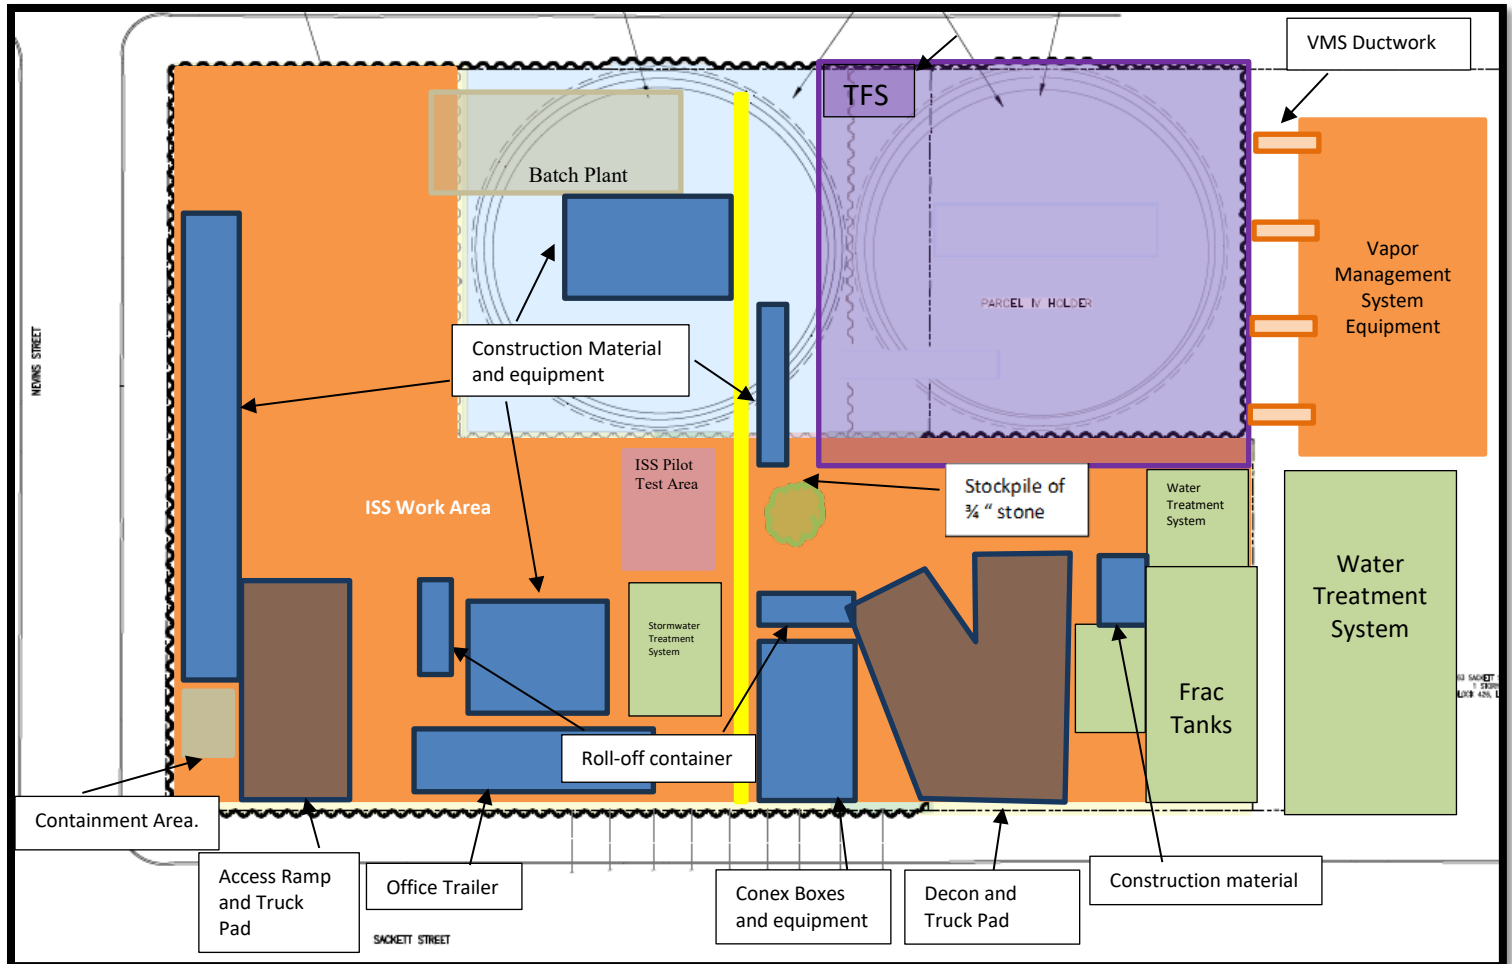 VMS Ductwork
TFS
Batch Plant
Vapor
Management
System
Equipment
PARCEL IV HOLDER
NEVINS STREET
Construction Material
and equipment
ISS Pilot
Test Area
ISS Work Area
Stockpile of
¾ “ stone
Water
Treatment
System
Water
Treatment
System
Stormwater
Treatment
System
Frac
Tanks
Roll-off container
Containment Area.
Access Ramp
and Truck
Pad
Office Trailer
Conex Boxes
and equipment
Decon and
Truck Pad
Construction material
SACKETT STREET